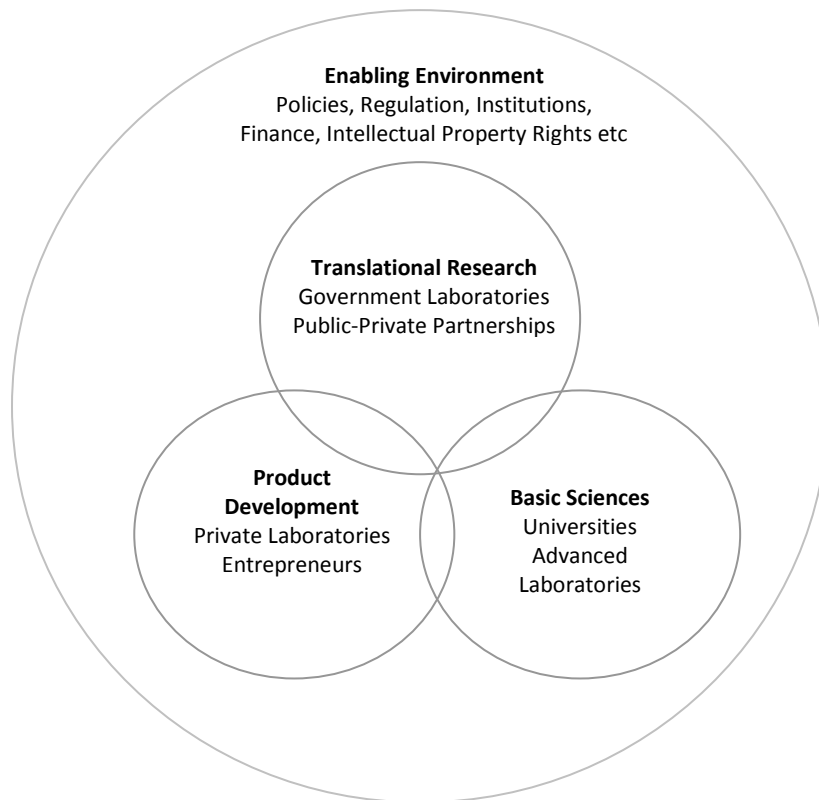 Enabling Environment
Policies, Regulation, Institutions,
Finance, Intellectual Property Rights etc
Translational Research
Government Laboratories
Public-Private Partnerships
Product
Development
Private Laboratories
Entrepreneurs
Basic Sciences
Universities
Advanced
Laboratories